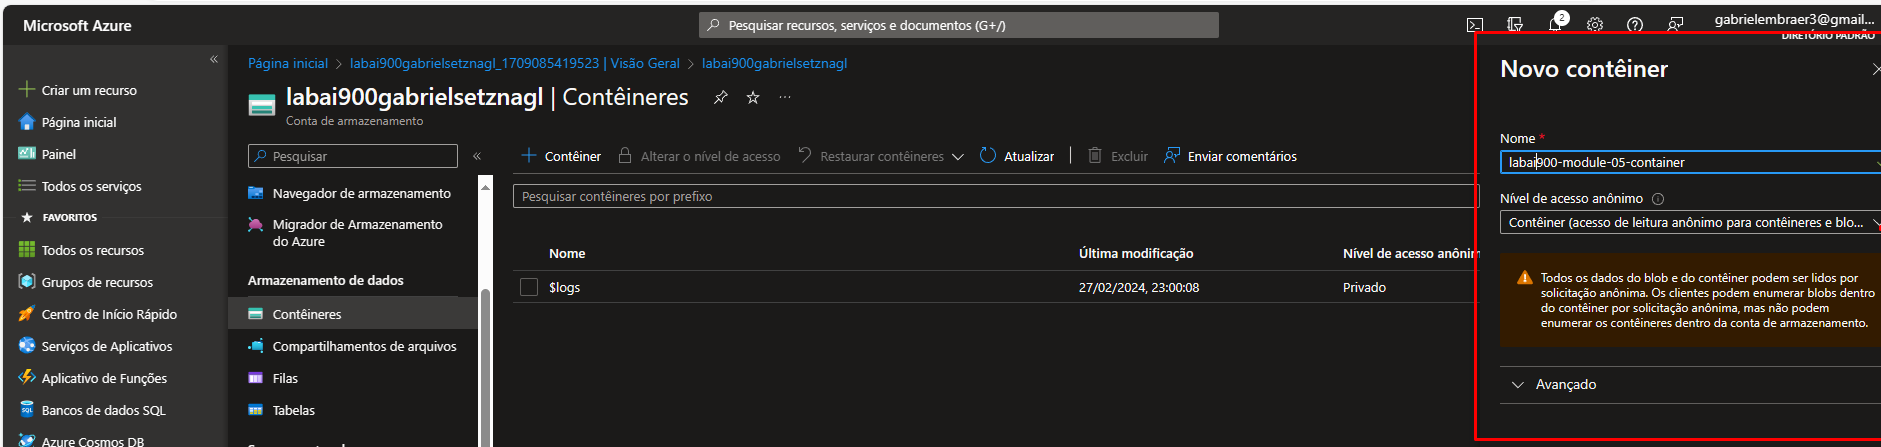 Microsoft Azure
Pesquisar recursos, serviços e documentos (G+/)
2
gabrielembraer3@gmail...
DIRETÓRIO PADRÃO
«
Criar um recurso
Página inicial
Painel
Todos os serviços
FAVORITOS
Todos os recursos
Grupos de recursos
Centro de Início Rápido
Serviços de Aplicativos
Aplicativo de Funções
Bancos de dados SQL
Azure Cosmos DB
Página inicial > labai900gabrielsetznagl_1709085419523 | Visão Geral > labai900gabrielsetznagl
labai900gabrielsetznagl | Contêineres
...
Conta de armazenamento
Pesquisar
«
Navegador de armazenamento
Migrador de Armazenamento
do Azure
Armazenamento de dados
Contêineres
Compartilhamentos de arquivos
Filas
Tabelas
+ Contêiner
Alterar o nível de acesso
Restaurar contêineres
Atualizar
Excluir
Enviar comentários
Pesquisar contêineres por prefixo
Nome Última modificação Nível de acesso anônim
$logs 27/02/2024, 23:00:08 Privado
Novo contêiner
Nome *
labai900-module-05-container
Nível de acesso anônimo
Contêiner (acesso de leitura anônimo para contêineres e blo...
Todos os dados do blob e do contêiner podem ser lidos por
solicitação anônima. Os clientes podem enumerar blobs dentro
do contêiner por solicitação anônima, mas não podem
enumerar os contêineres dentro da conta de armazenamento.
Avançado